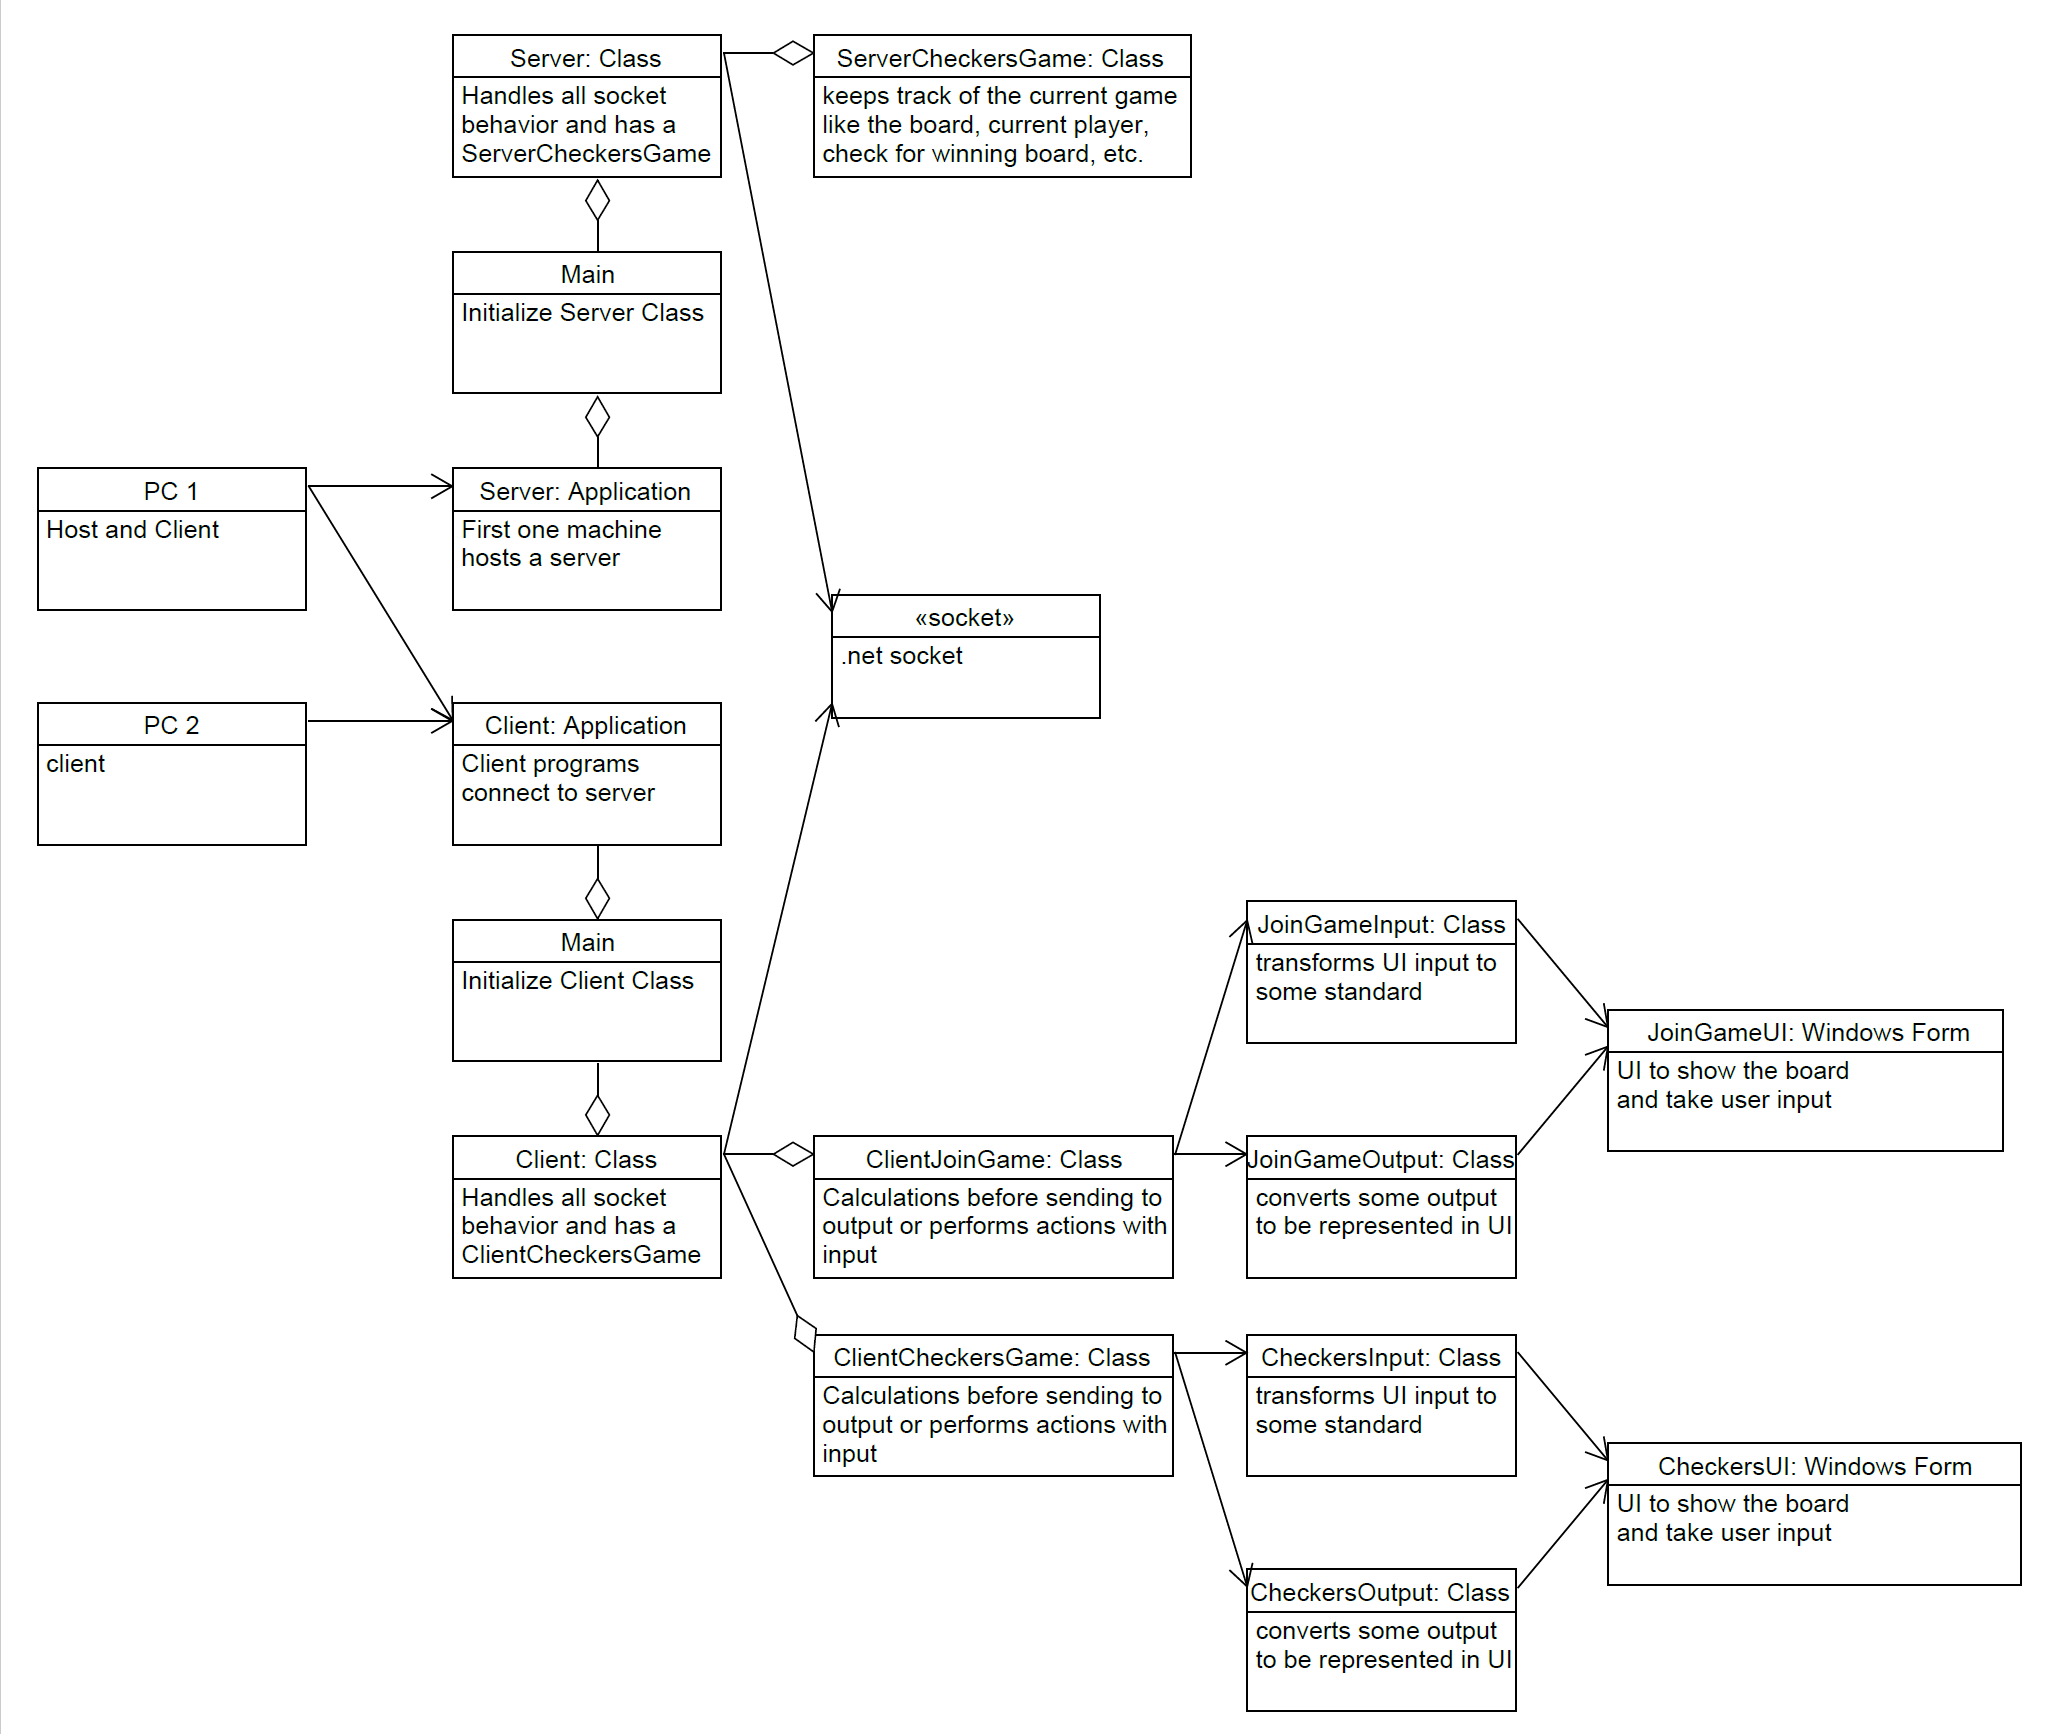 Server: Class
Handles all socket
behavior and has a
ServerCheckersGame
ServerCheckersGame: Class
keeps track of the current game
like the board, current player,
check for winning board, etc.
Main
Initialize Server Class
PC 1
Host and Client
Server: Application
First one machine
hosts a server
«socket»
.net socket
PC 2
client
Client: Application
Client programs
connect to server
Main
Initialize Client Class
JoinGameInput: Class
transforms UI input to
some standard
JoinGameUI: Windows Form
UI to show the board
and take user input
Client: Class
Handles all socket
behavior and has a
ClientCheckersGame
ClientJoinGame: Class
Calculations before sending to
output or performs actions with
input
JoinGameOutput: Class
converts some output
to be represented in UI
ClientCheckersGame: Class
Calculations before sending to
output or performs actions with
input
CheckersInput: Class
transforms UI input to
some standard
CheckersUI: Windows Form
UI to show the board
and take user input
CheckersOutput: Class
converts some output
to be represented in UI